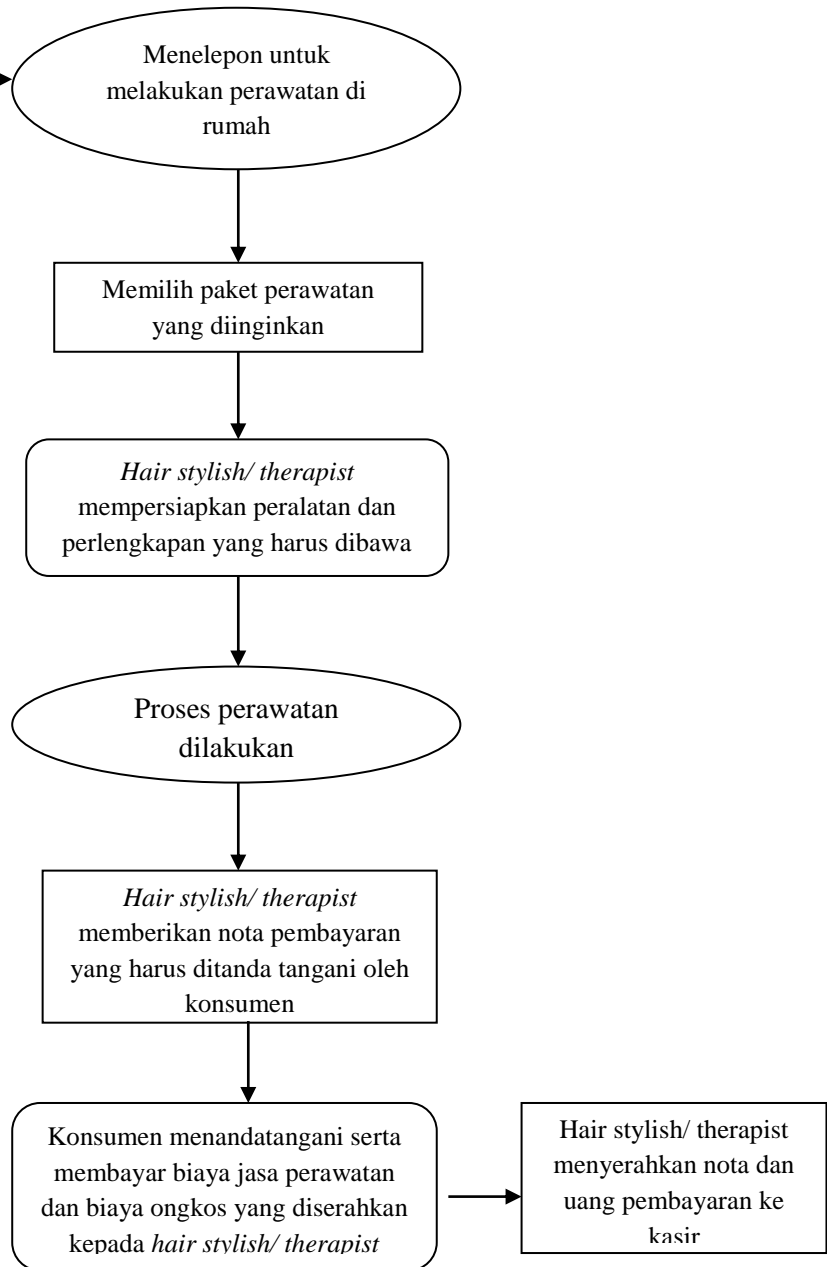 Menelepon untuk
melakukan perawatan di
rumah
Memilih paket perawatan
yang diinginkan
Hair stylish/ therapist
mempersiapkan peralatan dan
perlengkapan yang harus dibawa
Proses perawatan
dilakukan
Hair stylish/ therapist
memberikan nota pembayaran
yang harus ditanda tangani oleh
konsumen
Konsumen menandatangani serta
membayar biaya jasa perawatan
dan biaya ongkos yang diserahkan
kepada hair stylish/ therapist
Hair stylish/ therapist
menyerahkan nota dan
uang pembayaran ke
kasir